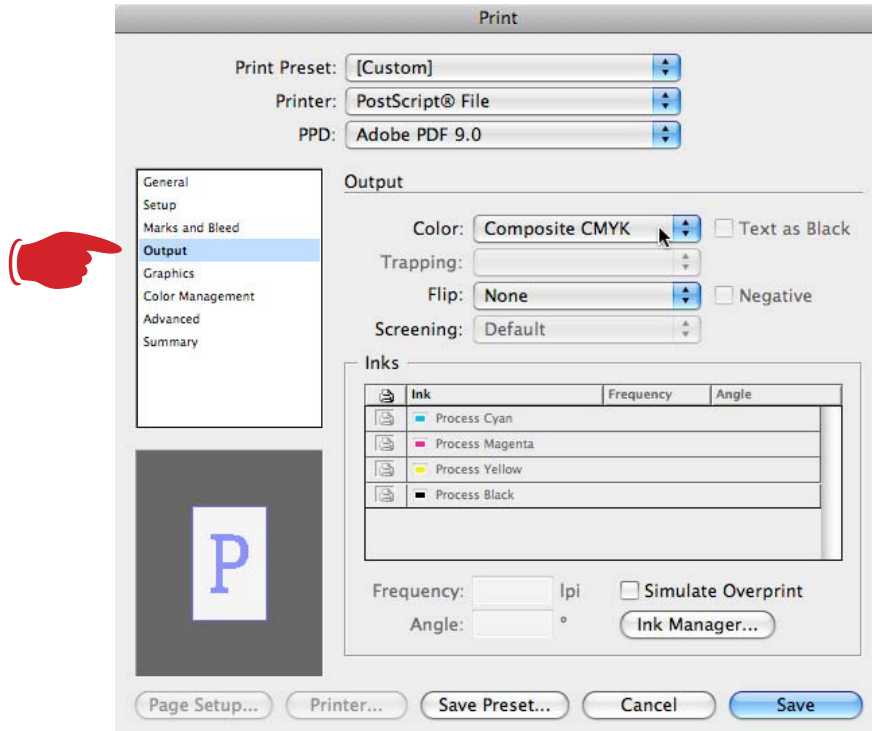 Print
Print Preset: [Custom]
Printer: PostScript® File
PPD: Adobe PDF 9.0
General
Setup
Marks and Bleed
Output
Graphics
Color Management
Advanced
Summary
Output
Color: Composite CMYK Text as Black
Trapping:
Flip: None Negative
Screening: Default
Inks
Ink Frequency Angle
Process Cyan
Process Magenta
Process Yellow
Process Black
Frequency: lpi Simulate Overprint
Angle: ° Ink Manager...
P
Page Setup... Printer... Save Preset... Cancel Save